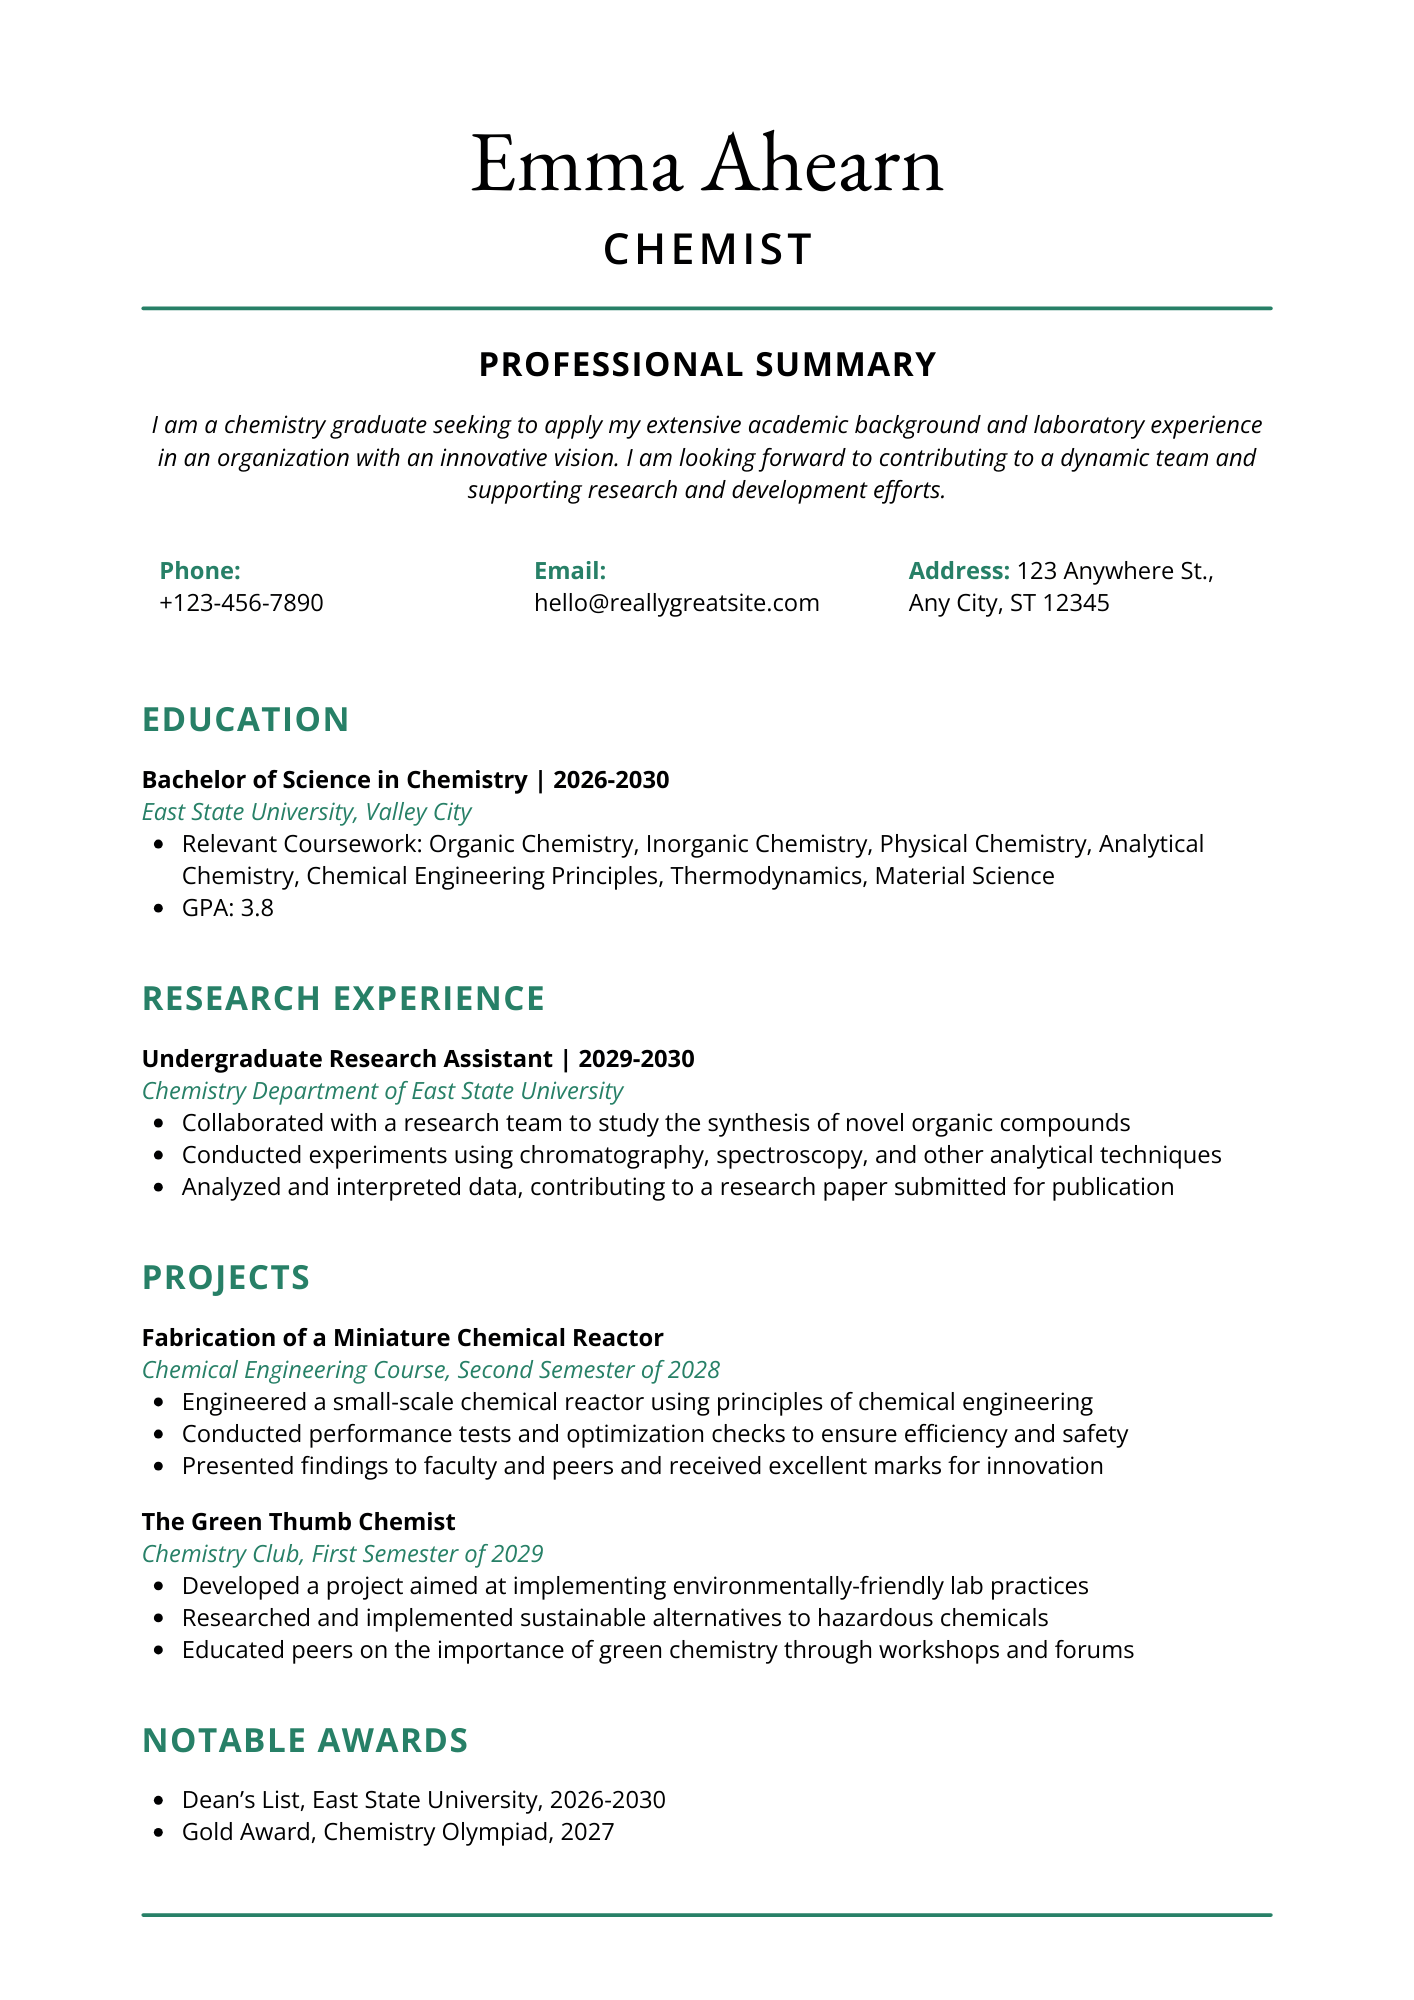 Emma Ahearn
CHEMIST
PROFESSIONAL SUMMARY
I am a chemistry graduate seeking to apply my extensive academic background and laboratory experience
in an organization with an innovative vision. I am looking forward to contributing to a dynamic team and
supporting research and development efforts.
Phone:
+123-456-7890
Email:
hello@reallygreatsite.com
Address: 123 Anywhere St.,
Any City, ST 12345
EDUCATION
Bachelor of Science in Chemistry | 2026-2030
East State University, Valley City
• Relevant Coursework: Organic Chemistry, Inorganic Chemistry, Physical Chemistry, Analytical
Chemistry, Chemical Engineering Principles, Thermodynamics, Material Science
• GPA: 3.8
RESEARCH EXPERIENCE
Undergraduate Research Assistant | 2029-2030
Chemistry Department of East State University
• Collaborated with a research team to study the synthesis of novel organic compounds
• Conducted experiments using chromatography, spectroscopy, and other analytical techniques
• Analyzed and interpreted data, contributing to a research paper submitted for publication
PROJECTS
Fabrication of a Miniature Chemical Reactor
Chemical Engineering Course, Second Semester of 2028
• Engineered a small-scale chemical reactor using principles of chemical engineering
• Conducted performance tests and optimization checks to ensure efficiency and safety
• Presented findings to faculty and peers and received excellent marks for innovation
The Green Thumb Chemist
Chemistry Club, First Semester of 2029
• Developed a project aimed at implementing environmentally-friendly lab practices
• Researched and implemented sustainable alternatives to hazardous chemicals
• Educated peers on the importance of green chemistry through workshops and forums
NOTABLE AWARDS
• Dean’s List, East State University, 2026-2030
• Gold Award, Chemistry Olympiad, 2027